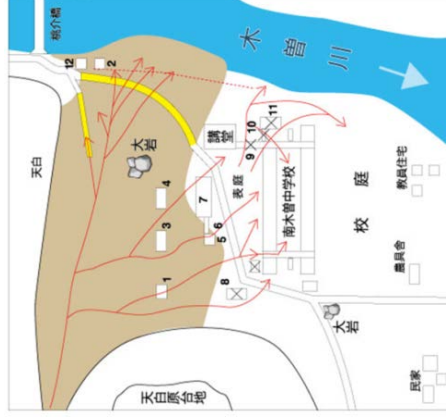 桃介橋
木曽川
12
2
天白
大岩
講堂
10
11
9
4
表庭
南木曽中学校
3
7
6
5
校庭
教員住宅
1
8
農具舎
大岩
天白原台地
民家